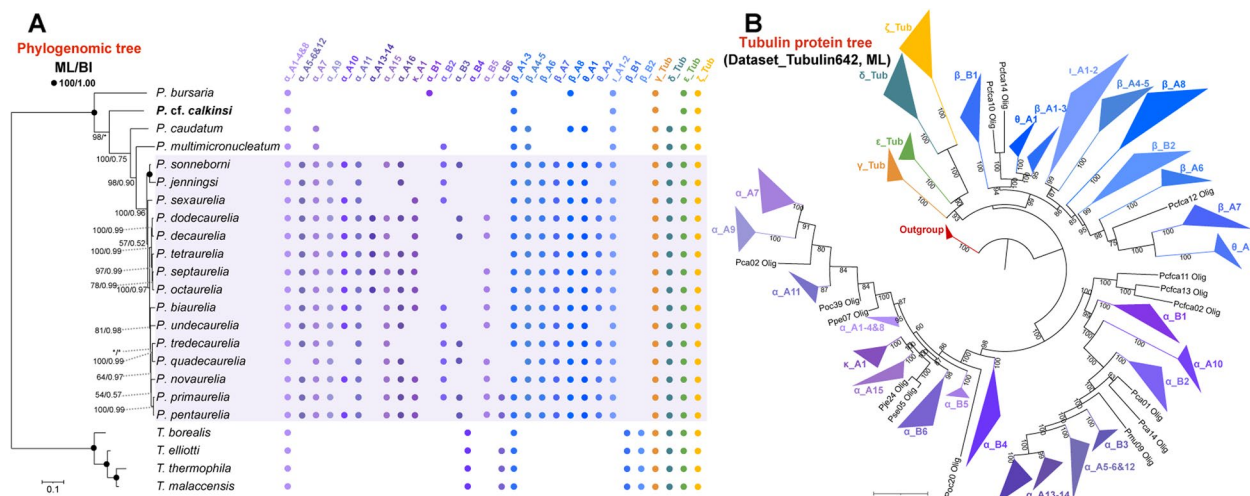 A
Phylogenomic tree
ML/BI
100/1.00
α_A1-4&8
α_A5-6&12
α_A7
α_A9
α_A10
α_A11
α_A13-14
α_A15
α_A16
κ_A1
α_B1
α_B2
α_B3
α_B4
α_B5
α_B6
β_A1-3
β_A4-5
β_A6
β_A7
β_A8
θ_A1
θ_A2
ι_A1-2
β_B1
β_B2
γ_Tub
δ_Tub
ε_Tub
ζ_Tub
P. bursaria
P. cf. calkinsi
P. caudatum
P. multimicronucleatum
P. sonneborni
P. jenningsi
P. sexaurelia
P. dodecaurelia
P. decaurelia
P. tetraurelia
P. septaurelia
P. octaurelia
P. biaurelia
P. undecaurelia
P. tredecaurelia
P. quadecaurelia
P. novaurelia
P. primaurelia
P. pentaurelia
T. borealis
T. elliotti
T. thermophila
T. malaccensis
98/*
100/0.75
98/0.90
100/0.96
100/0.99
57/0.52
100/0.99
97/0.99
78/0.99
100/0.97
81/0.98
*/*
100/0.99
64/0.97
54/0.57
100/0.99
0.1
B
Tubulin protein tree
(Dataset_Tubulin642, ML)
ζ_Tub
δ_Tub
ε_Tub
γ_Tub
Outgroup
β_B1
Pcfca10 Olig
Pcfca14 Olig
θ_A1
β_A1-3
ι_A1-2
β_A4-5
β_A8
β_B2
β_A6
Pcfca12 Olig
β_A7
θ_A
Pcfca11 Olig
Pcfca13 Olig
Pcfca02 Olig
α_B1
α_A10
α_B2
Pca01 Olig
Pca14 Olig
Pmu09 Olig
α_B3
α_A5-6&12
α_A13-14
α_B4
Poc20 Olig
α_B5
α_B6
Pse05 Olig
Pje24 Olig
α_A15
κ_A1
α_A1-4&8
Ppe07 Olig
Poc39 Olig
α_A11
Pca02 Olig
α_A9
α_A7